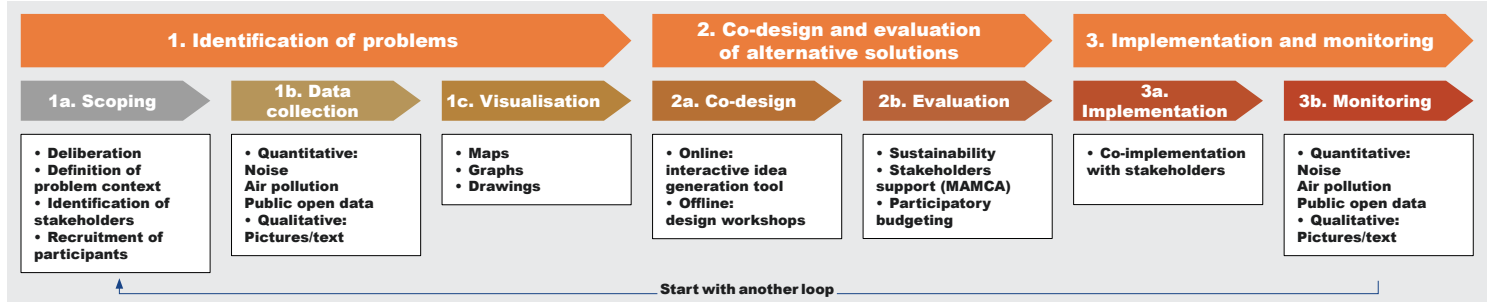 1. Identification of problems
2. Co-design and evaluation
of alternative solutions
3. Implementation and monitoring
1a. Scoping
1b. Data
collection
1c. Visualisation
2a. Co-design
2b. Evaluation
3a.
Implementation
3b. Monitoring
• Deliberation
• Definition of
problem context
• Identification of
stakeholders
• Recruitment of
participants
• Quantitative:
Noise
Air pollution
Public open data
• Qualitative:
Pictures/text
• Maps
• Graphs
• Drawings
• Online:
interactive idea
generation tool
• Offline:
design workshops
• Sustainability
• Stakeholders
support (MAMCA)
• Participatory
budgeting
• Co-implementation
with stakeholders
• Quantitative:
Noise
Air pollution
Public open data
• Qualitative:
Pictures/text
Start with another loop